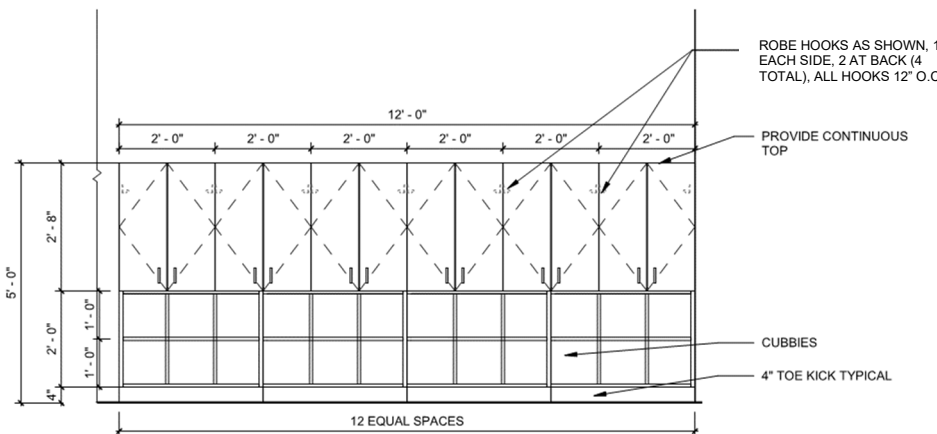 ROBE HOOKS AS SHOWN, 1
EACH SIDE, 2 AT BACK (4
TOTAL), ALL HOOKS 12" O.C
12' - 0"
2' - 0" 2' - 0" 2' - 0" 2' - 0" 2' - 0" 2' - 0"
PROVIDE CONTINUOUS
TOP
5' - 0"
2' - 8"
2' - 0"
1' - 0"
1' - 0"
4"
CUBBIES
4" TOE KICK TYPICAL
12 EQUAL SPACES